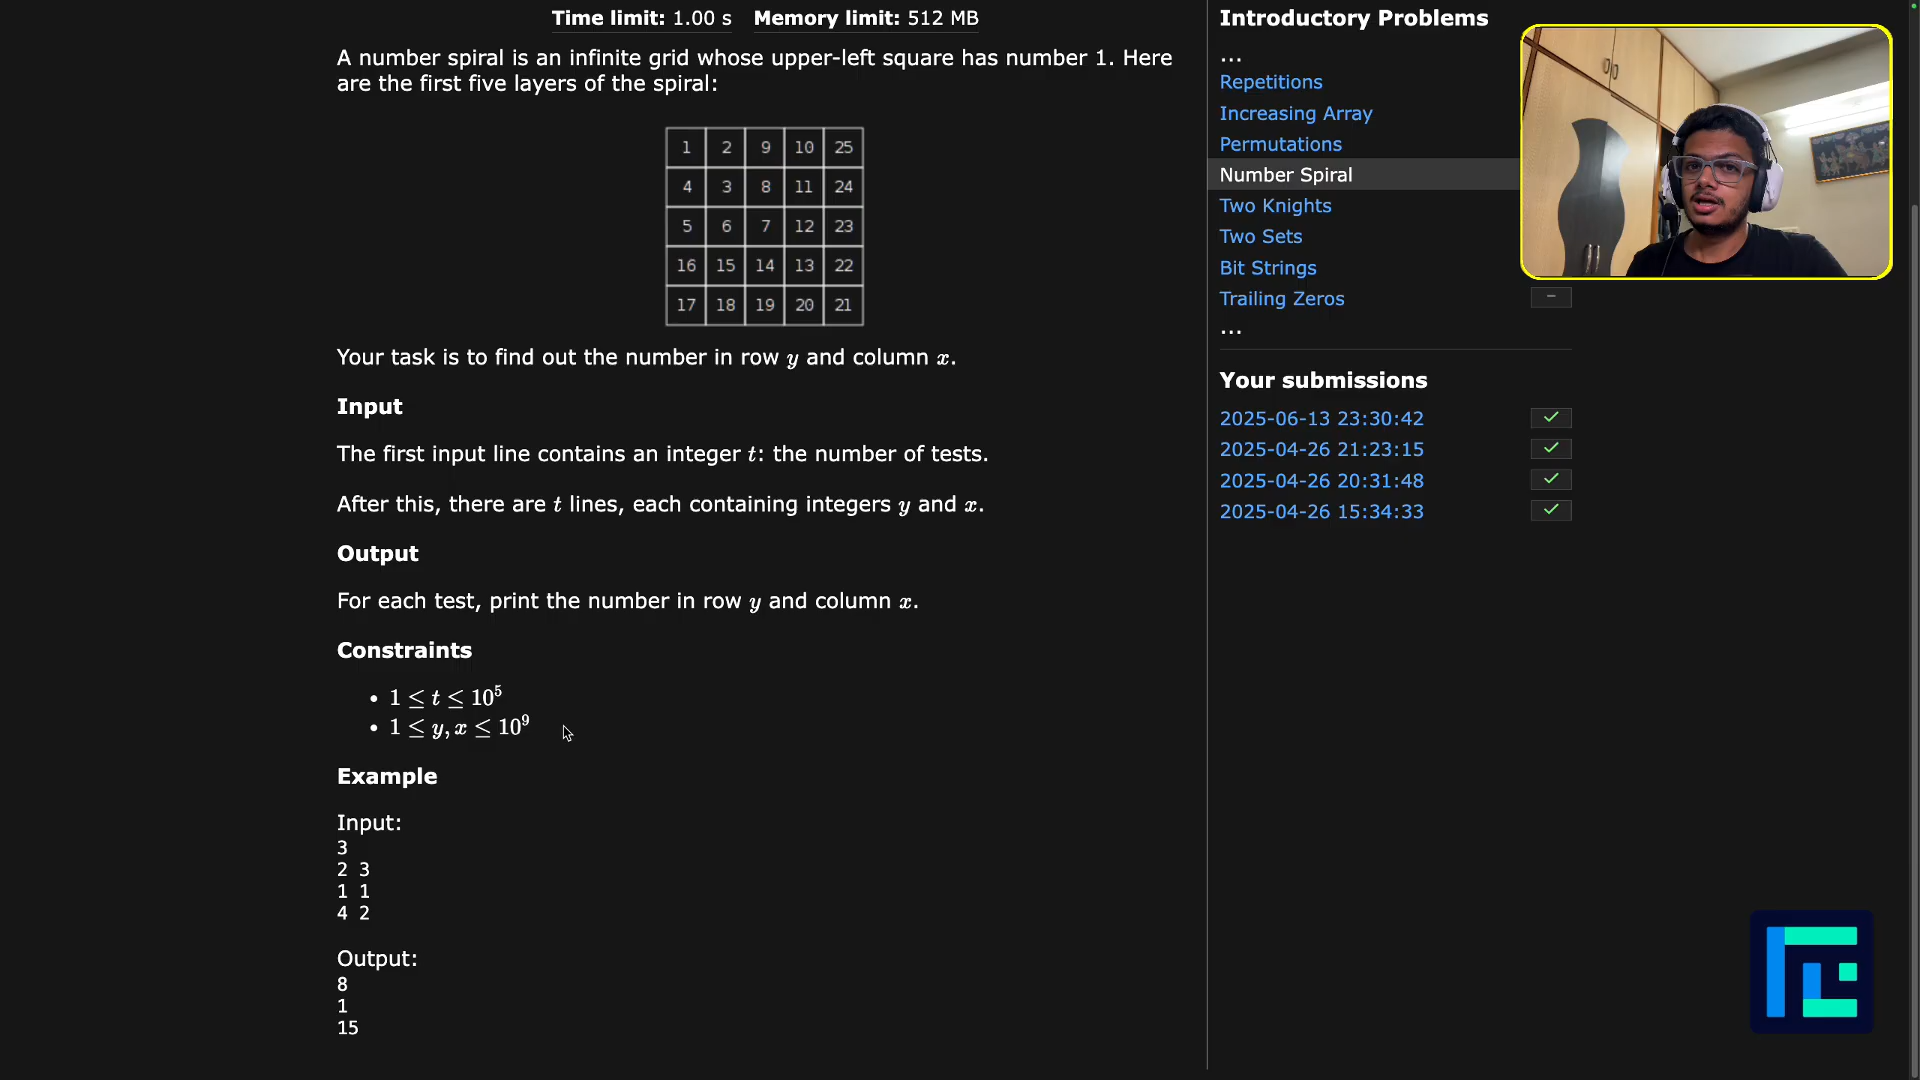 Time limit: 1.00 s Memory limit: 512 MB
A number spiral is an infinite grid whose upper-left square has number 1. Here
are the first five layers of the spiral:
1 2 9 10 25
4 3 8 11 24
5 6 7 12 23
16 15 14 13 22
17 18 19 20 21
Your task is to find out the number in row y and column x.
Input
The first input line contains an integer t: the number of tests.
After this, there are t lines, each containing integers y and x.
Output
For each test, print the number in row y and column x.
Constraints
• 1 ≤ t ≤ 10⁵
• 1 ≤ y, x ≤ 10⁹
Example
Input:
3
2 3
1 1
4 2
Output:
8
1
15
Introductory Problems
...
Repetitions
Increasing Array
Permutations
Number Spiral
Two Knights
Two Sets
Bit Strings
Trailing Zeros
...
Your submissions
2025-06-13 23:30:42
2025-04-26 21:23:15
2025-04-26 20:31:48
2025-04-26 15:34:33